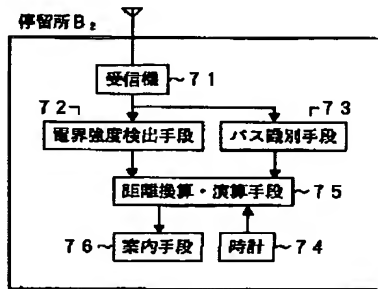 停留所B₂
受信機 ~71
72 73
電界強度検出手段 バス識別手段
距離換算・演算手段 ~75
76~ 案内手段 時計 ~74